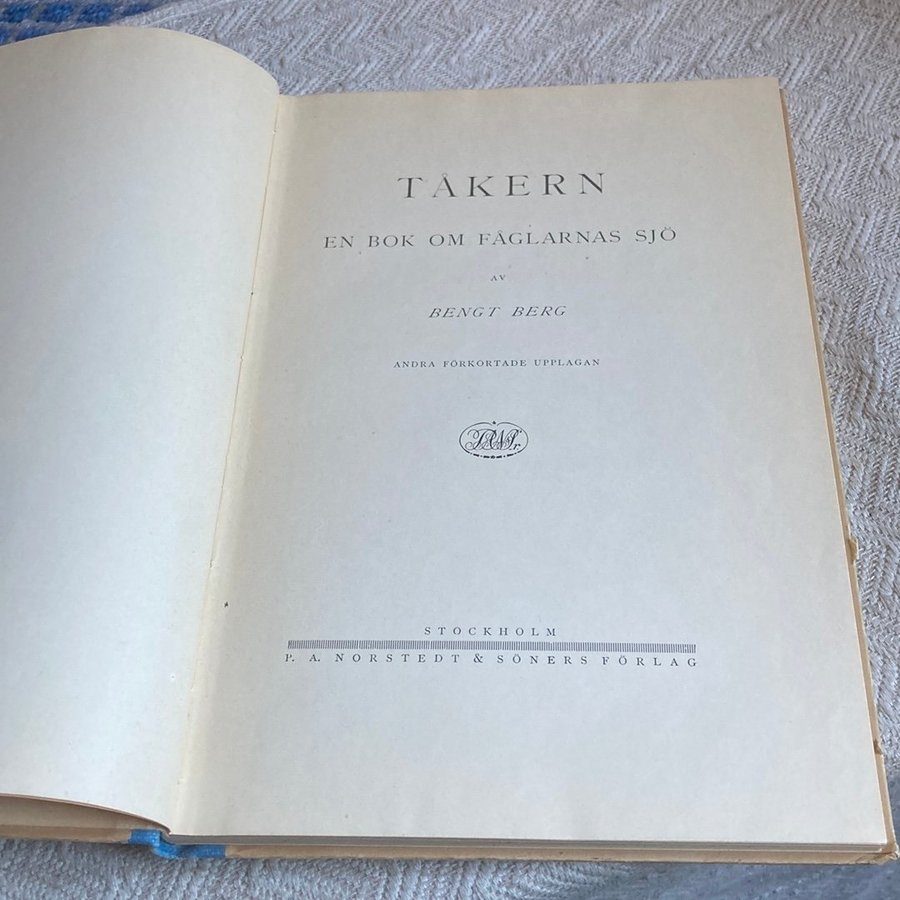 TÅKERN
EN BOK OM FÅGLARNAS SJÖ
AV
BENGT BERG
ANDRA FÖRKORTADE UPPLAGAN
STOCKHOLM
P. A. NORSTEDT & SÖNERS FÖRLAG